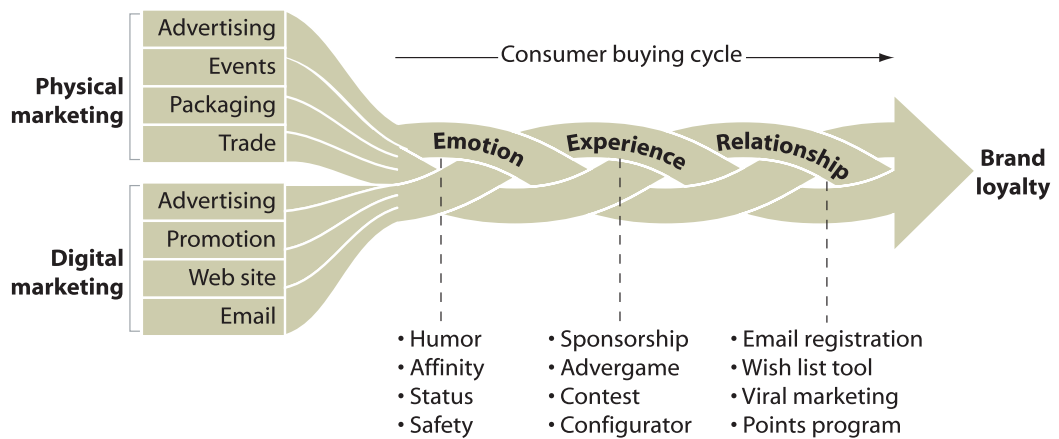 Physical
marketing
Advertising
Events
Packaging
Trade
Digital
marketing
Advertising
Promotion
Web site
Email
Consumer buying cycle
Emotion
Experience
Relationship
Brand
loyalty
• Humor
• Affinity
• Status
• Safety
• Sponsorship
• Advergame
• Contest
• Configurator
• Email registration
• Wish list tool
• Viral marketing
• Points program